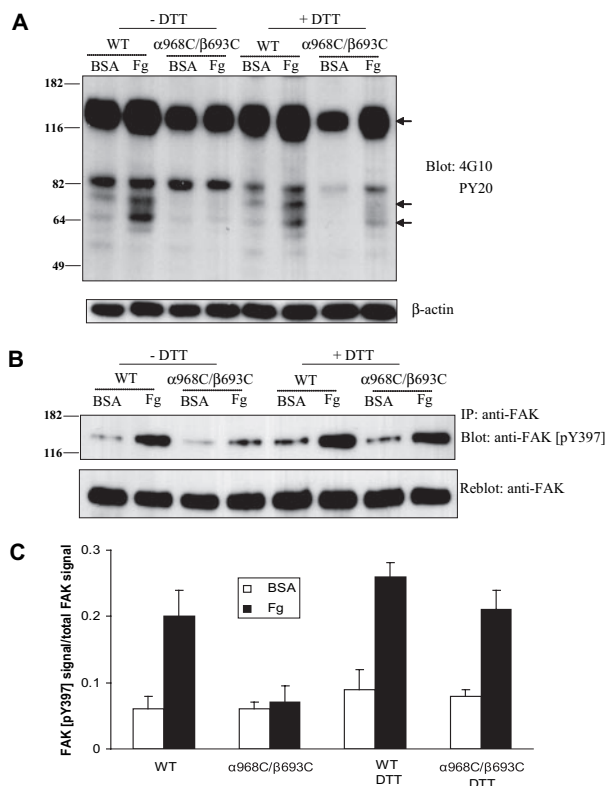 A
- DTT
+ DTT
WT
α968C/β693C
WT
α968C/β693C
BSA Fg BSA Fg BSA Fg BSA Fg
182
116
82
64
49
Blot: 4G10
PY20
β-actin
B
- DTT
+ DTT
WT
α968C/β693C
WT
α968C/β693C
BSA Fg BSA Fg BSA Fg BSA Fg
182
116
IP: anti-FAK
Blot: anti-FAK [pY397]
Reblot: anti-FAK
C
FAK [pY397] signal/total FAK signal
0.3
0.2
0.1
0
BSA
Fg
WT
α968C/β693C
WT
DTT
α968C/β693C
DTT